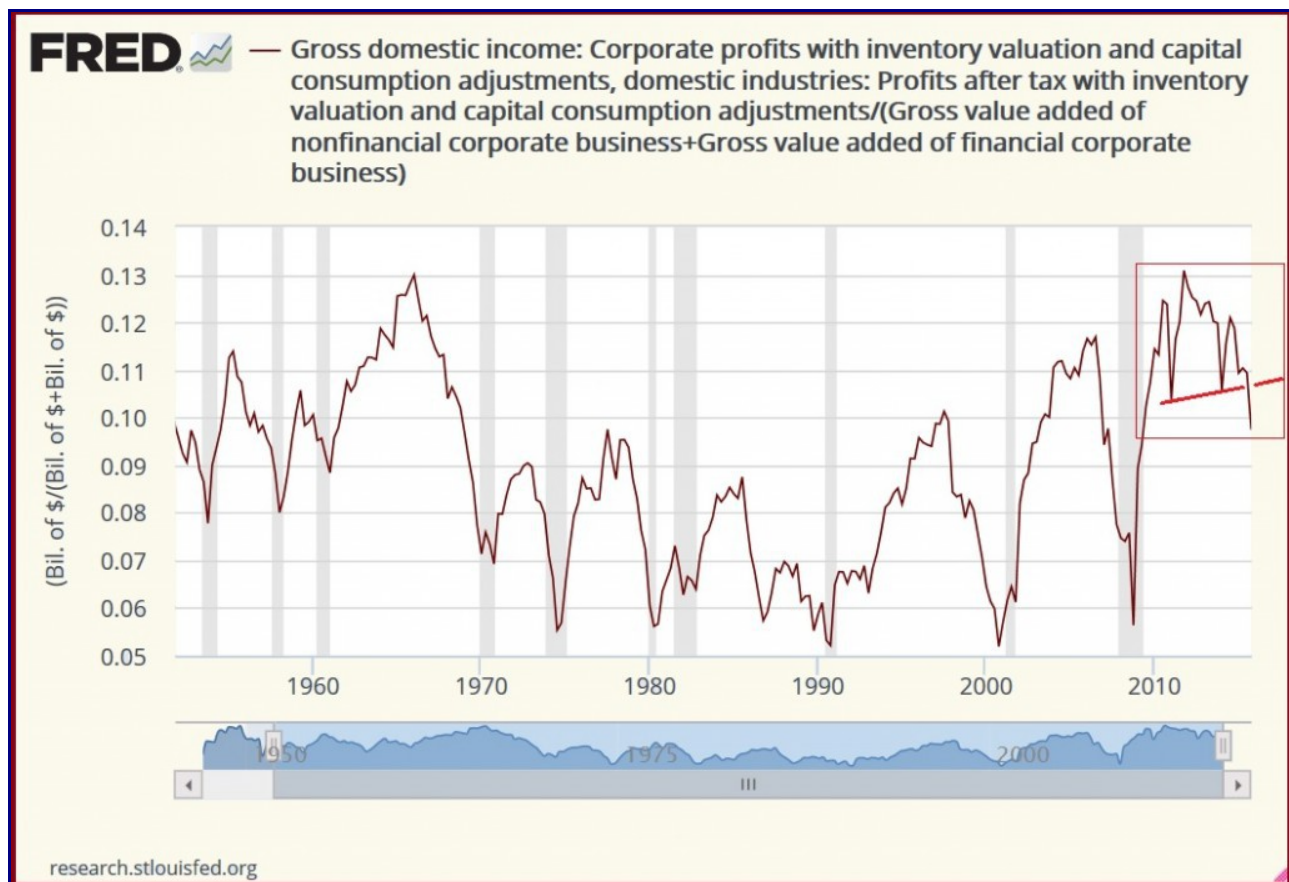 FRED
Gross domestic income: Corporate profits with inventory valuation and capital
consumption adjustments, domestic industries: Profits after tax with inventory
valuation and capital consumption adjustments/(Gross value added of
nonfinancial corporate business+Gross value added of financial corporate
business)
(Bil. of $/(Bil. of $+Bil. of $))
0.14
0.13
0.12
0.11
0.10
0.09
0.08
0.07
0.06
0.05
1960 1970 1980 1990 2000 2010
1950 1975 2000
research.stlouisfed.org